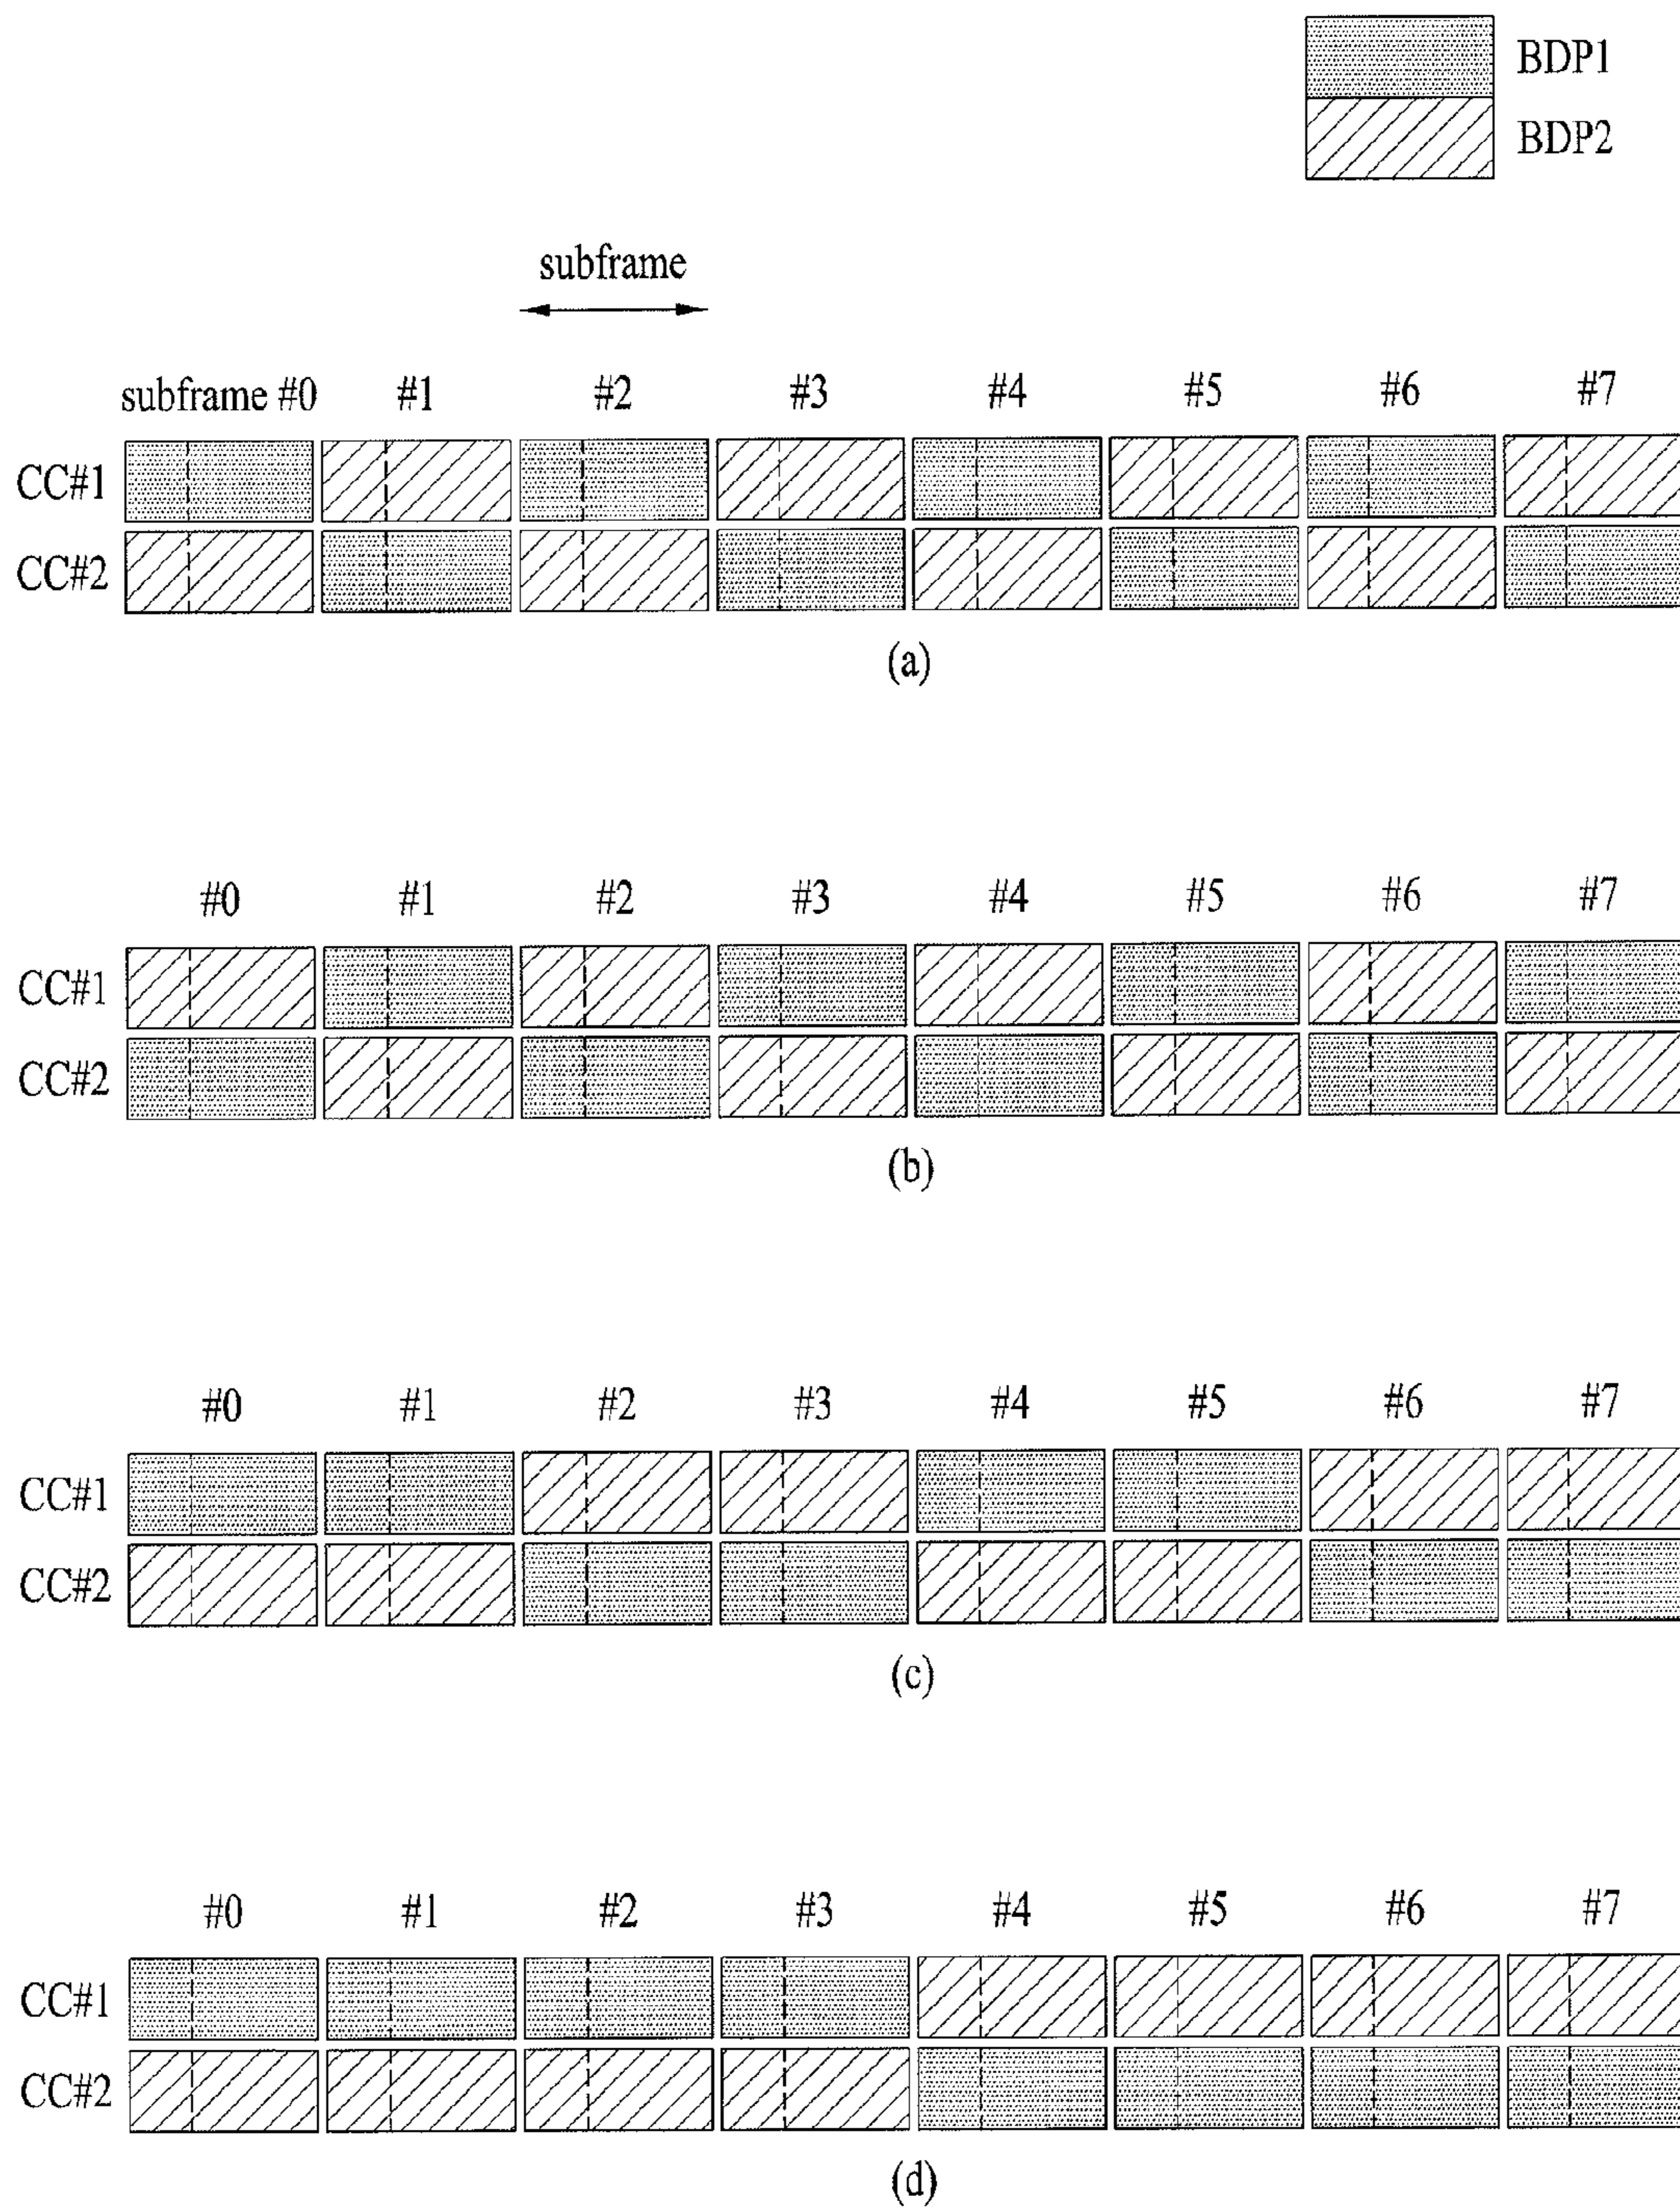 BDP1
BDP2
subframe
subframe #0 #1 #2 #3 #4 #5 #6 #7
CC#1
CC#2
(a)
#0 #1 #2 #3 #4 #5 #6 #7
CC#1
CC#2
(b)
#0 #1 #2 #3 #4 #5 #6 #7
CC#1
CC#2
(c)
#0 #1 #2 #3 #4 #5 #6 #7
CC#1
CC#2
(d)